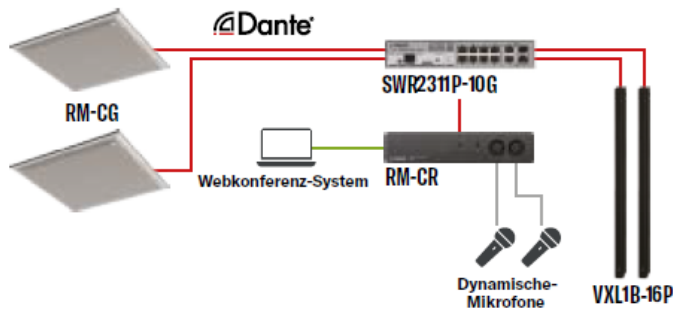 Dante
SWR2311P-10G
RM-CG
Webkonferenz-System
RM-CR
Dynamische-
Mikrofone
VXL1B-16P